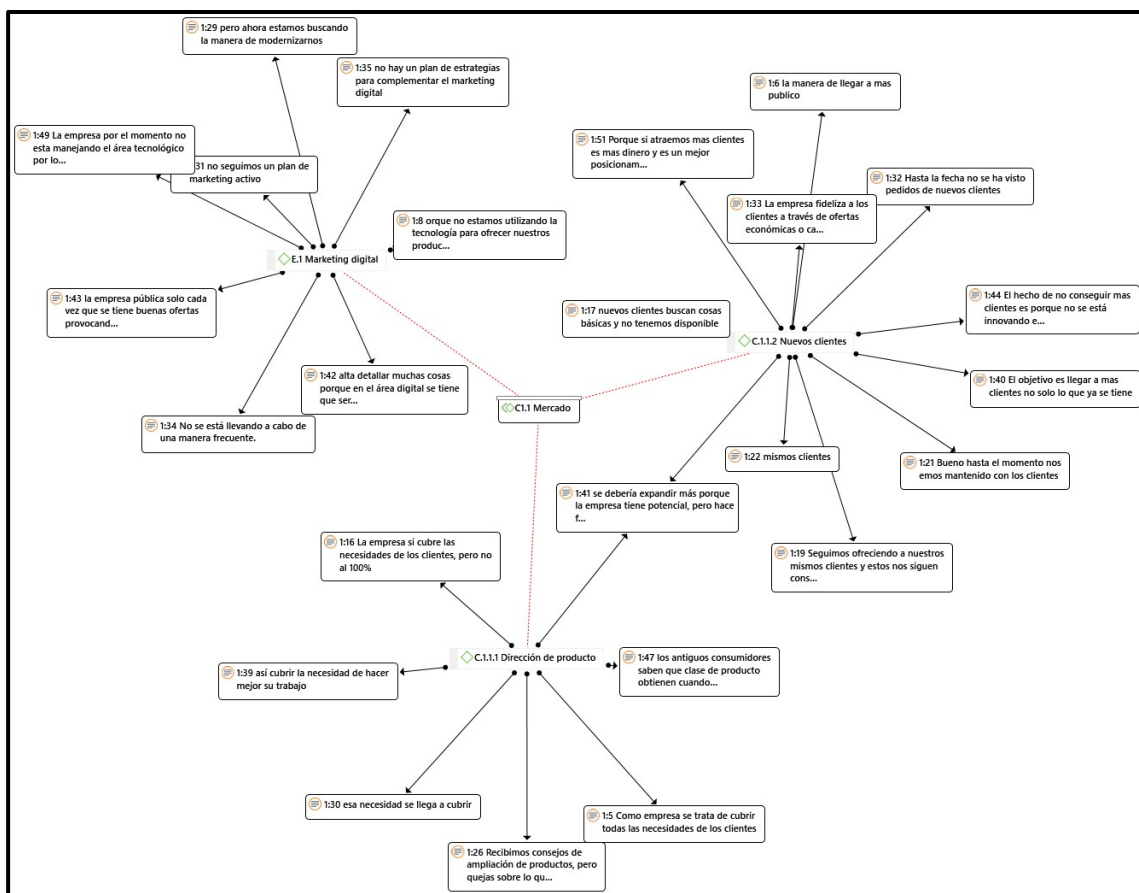 1:29 pero ahora estamos buscando
la manera de modernizarnos
1:35 no hay un plan de estrategias
para complementar el marketing
digital
1:49 La empresa por el momento no
esta manejando el área tecnológico
por lo...
31 no seguimos un plan de
marketing activo
1:8 orque no estamos utilizando la
tecnología para ofrecer nuestros
produc...
E.1 Marketing digital
1:43 la empresa pública solo cada
vez que se tiene buenas ofertas
provocand...
1:42 alta detallar muchas cosas
porque en el área digital se tiene
que ser...
1:34 No se está llevando a cabo de
una manera frecuente.
1:6 la manera de llegar a mas
publico
1:51 Porque si atraemos mas clientes
es mas dinero y es un mejor
posicionam...
1:32 Hasta la fecha no se ha visto
pedidos de nuevos clientes
1:33 La empresa fideliza a los
clientes a través de ofertas
económicas o ca...
1:17 nuevos clientes buscan cosas
básicas y no tenemos disponible
1:44 El hecho de no conseguir mas
clientes es porque no se está
innovando e...
C.1.1.2 Nuevos clientes
1:40 El objetivo es llegar a mas
clientes no solo lo que ya se tiene
C1.1 Mercado
1:22 mismos clientes
1:21 Bueno hasta el momento nos
emos mantenido con los clientes
1:41 se debería expandir más porque
la empresa tiene potencial, pero hace
f...
1:19 Seguimos ofreciendo a nuestros
mismos clientes y estos nos siguen
cons...
1:16 La empresa si cubre las
necesidades de los clientes, pero no
al 100%
C.1.1.1 Dirección de producto
1:47 los antiguos consumidores
saben que clase de producto
obtienen cuando...
1:39 así cubrir la necesidad de hacer
mejor su trabajo
1:30 esa necesidad se llega a cubrir
1:5 Como empresa se trata de cubrir
todas las necesidades de los clientes
1:26 Recibimos consejos de
ampliación de productos, pero
quejas sobre lo qu...